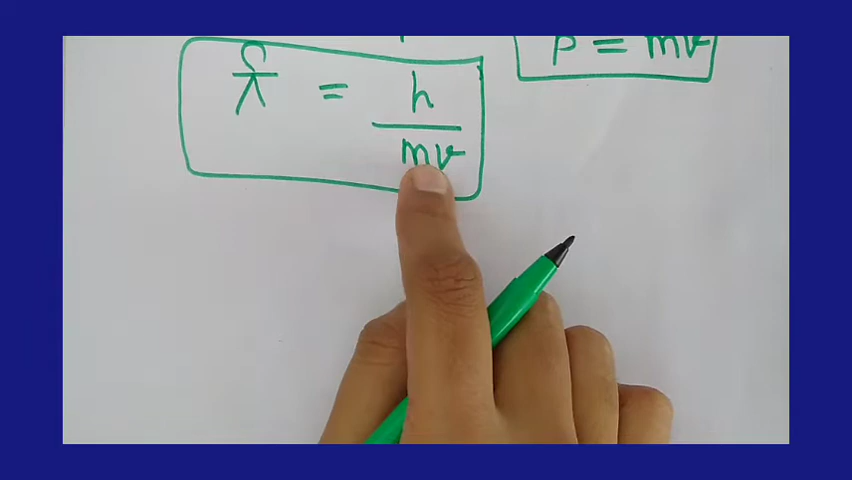 P = mv
ƛ = h
mv